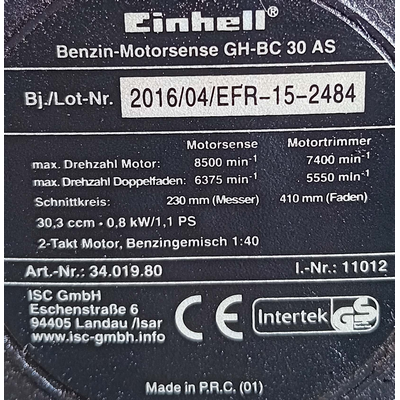 Einhell®
Benzin-Motorsense GH-BC 30 AS
Bj./Lot-Nr. 2016/04/EFR-15-2484
Motorsense Motortrimmer
max. Drehzahl Motor: 8500 min⁻¹ 7400 min⁻¹
max. Drehzahl Doppelfaden: 6375 min⁻¹ 5550 min⁻¹
Schnittkreis: 230 mm (Messer) 410 mm (Faden)
30,3 ccm - 0,8 kW/1,1 PS
2-Takt Motor, Benzingemisch 1:40
Art.-Nr.: 34.019.80 I.-Nr.: 11012
ISC GmbH
Eschenstraße 6
94405 Landau /Isar
www.isc-gmbh.info
CE Intertek GS
Made in P.R.C. (01)